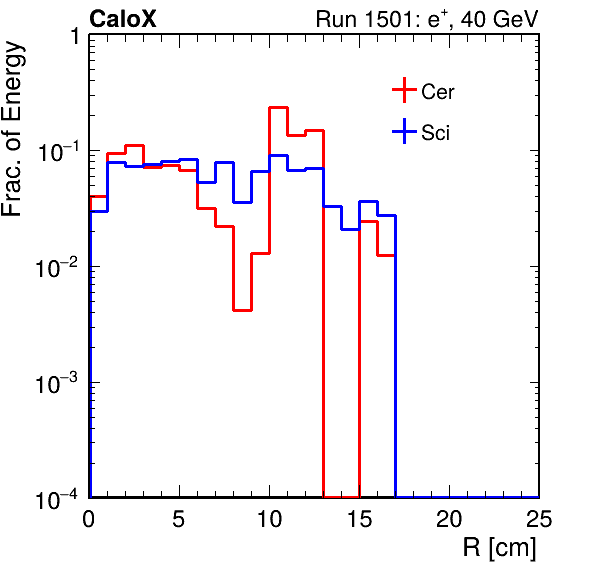 CaloX Run 1501: e⁺, 40 GeV
Frac. of Energy
1
10⁻¹
10⁻²
10⁻³
10⁻⁴
Cer
Sci
0 5 10 15 20 25
R [cm]